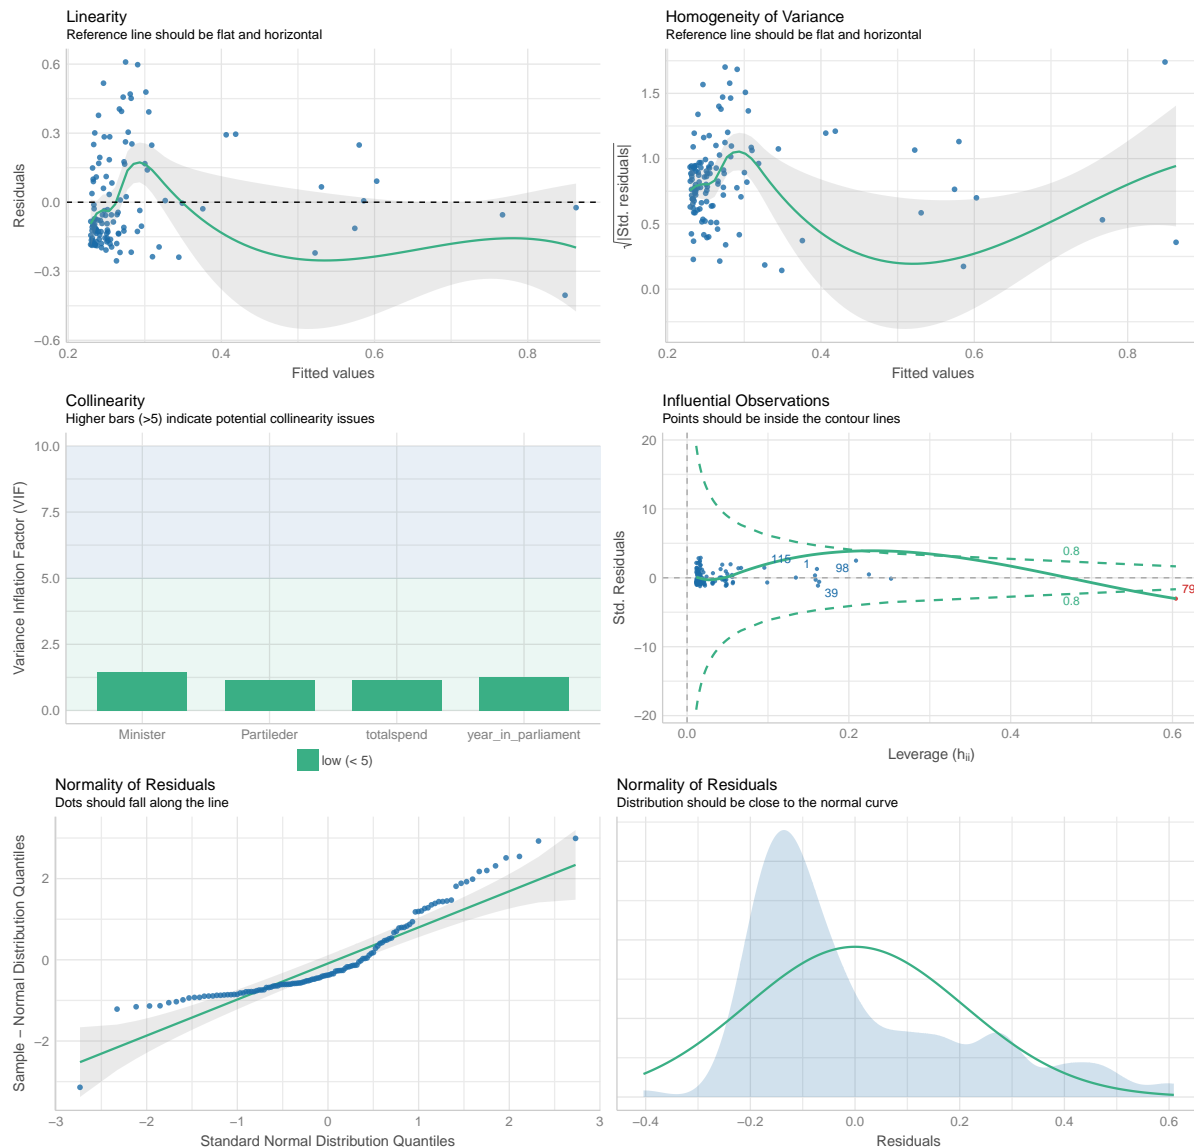 Linearity
Reference line should be flat and horizontal
0.6
0.3
0.0
−0.3
−0.6
0.2
0.4
0.6
0.8
Residuals
Fitted values
Homogeneity of Variance
Reference line should be flat and horizontal
1.5
1.0
0.5
0.0
0.2
0.4
0.6
0.8
√|Std. residuals|
Fitted values
Collinearity
Higher bars (>5) indicate potential collinearity issues
10.0
7.5
5.0
2.5
0.0
Variance Inflation Factor (VIF)
Minister
Partileder
totalspend
year_in_parliament
low (< 5)
Influential Observations
Points should be inside the contour lines
20
10
0
−10
−20
Std. Residuals
115
1
98
39
0.8
0.8
79
0.0
0.2
0.4
0.6
Leverage (hii)
Normality of Residuals
Dots should fall along the line
2
0
−2
Sample − Normal Distribution Quantiles
−3
−2
−1
0
1
2
3
Standard Normal Distribution Quantiles
Normality of Residuals
Distribution should be close to the normal curve
−0.4
−0.2
0.0
0.2
0.4
0.6
Residuals